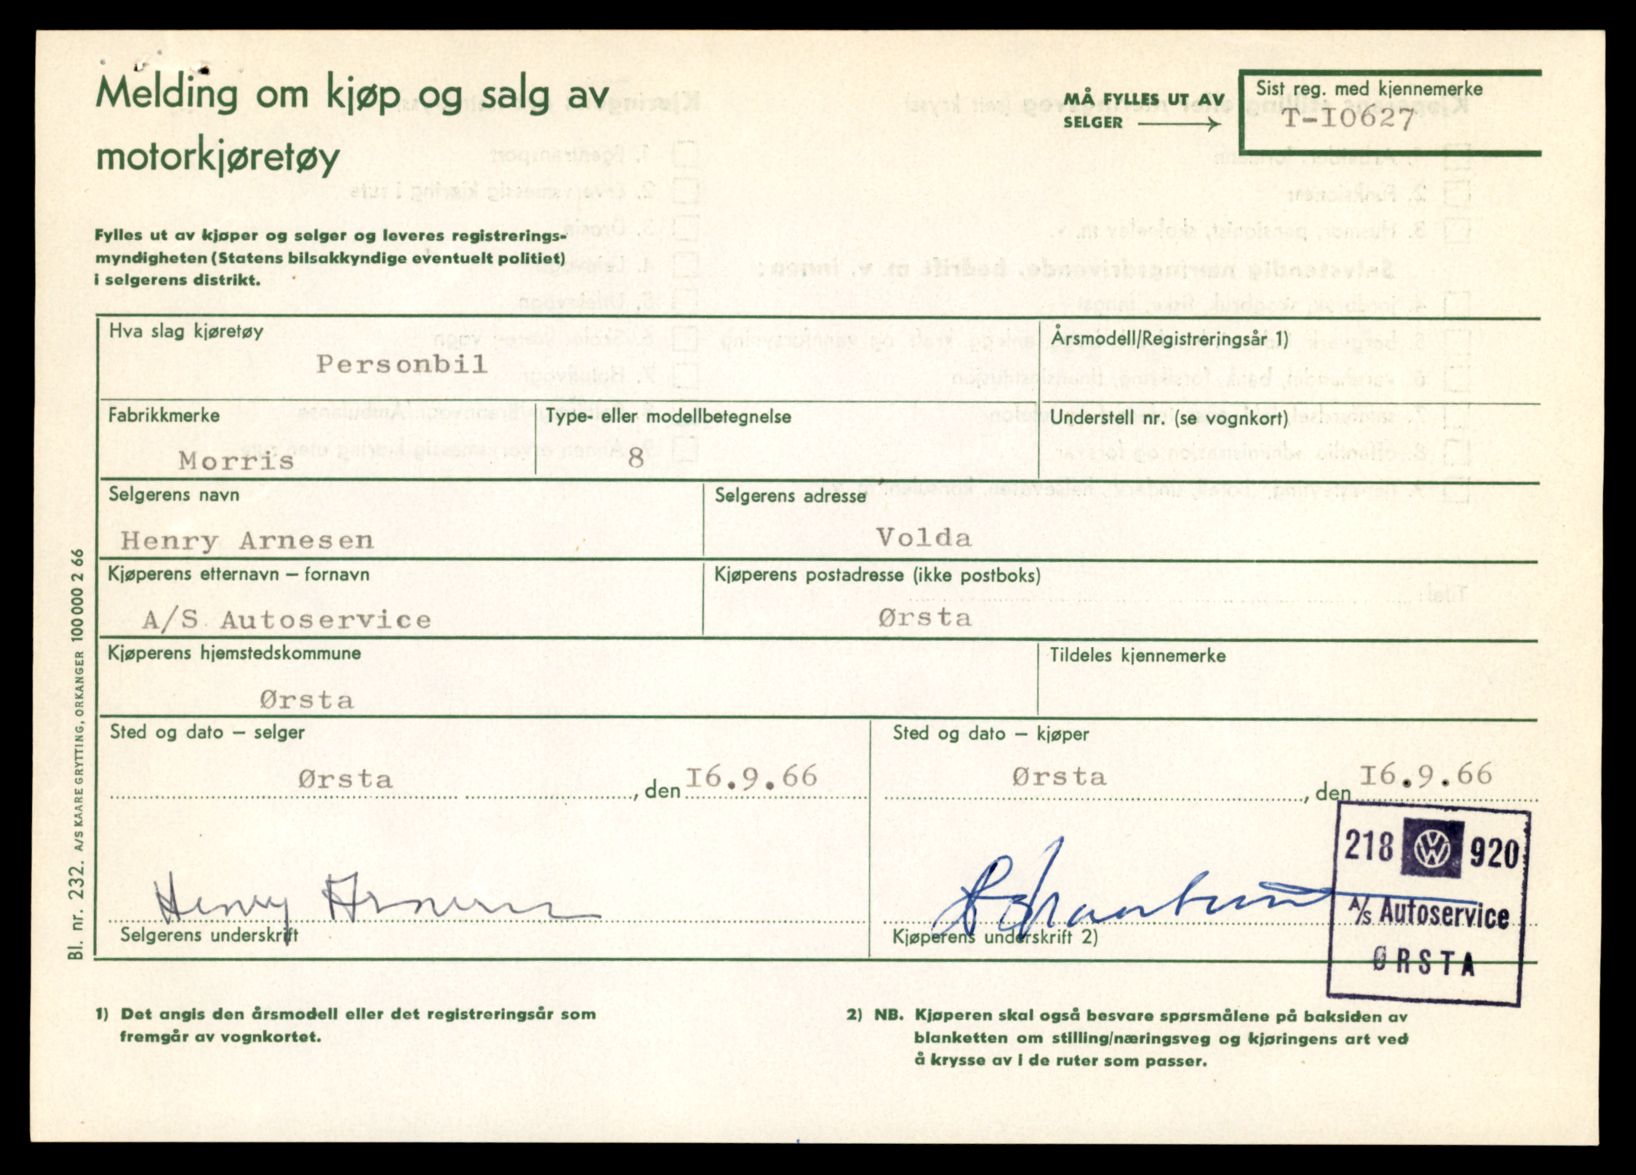 Melding om kjøp og salg av
motorkjøretøy
MÅ FYLLES UT AV
SELGER
Sist reg. med kjennemerke
T-I0627
Fylles ut av kjøper og selger og leveres registrerings-
myndigheten (Statens bilsakkyndige eventuelt politiet)
i selgerens distrikt.
Hva slag kjøretøy
Personbil
Årsmodell/Registreringsår 1)
Fabrikkmerke
Morris
Type- eller modellbetegnelse
8
Understell nr. (se vognkort)
Selgerens navn
Henry Arnesen
Selgerens adresse
Volda
Kjøperens etternavn – fornavn
A/S Autoservice
Kjøperens postadresse (ikke postboks)
Ørsta
Kjøperens hjemstedskommune
Ørsta
Tildeles kjennemerke
Sted og dato – selger
Ørsta, den I6.9.66
Sted og dato – kjøper
Ørsta, den I6.9.66
Henry Arnesen
Selgerens underskrift
Kjøperens underskrift 2)
218 VW 920
A/S Autoservice
ØRSTA
1) Det angis den årsmodell eller det registreringsår som
fremgår av vognkortet.
2) NB. Kjøperen skal også besvare spørsmålene på baksiden av
blanketten om stilling/næringsveg og kjøringens art ved
å krysse av i de ruter som passer.
Bl. nr. 232. A/S KAARE GRYTTING, ORKANGER 100 000 2 66